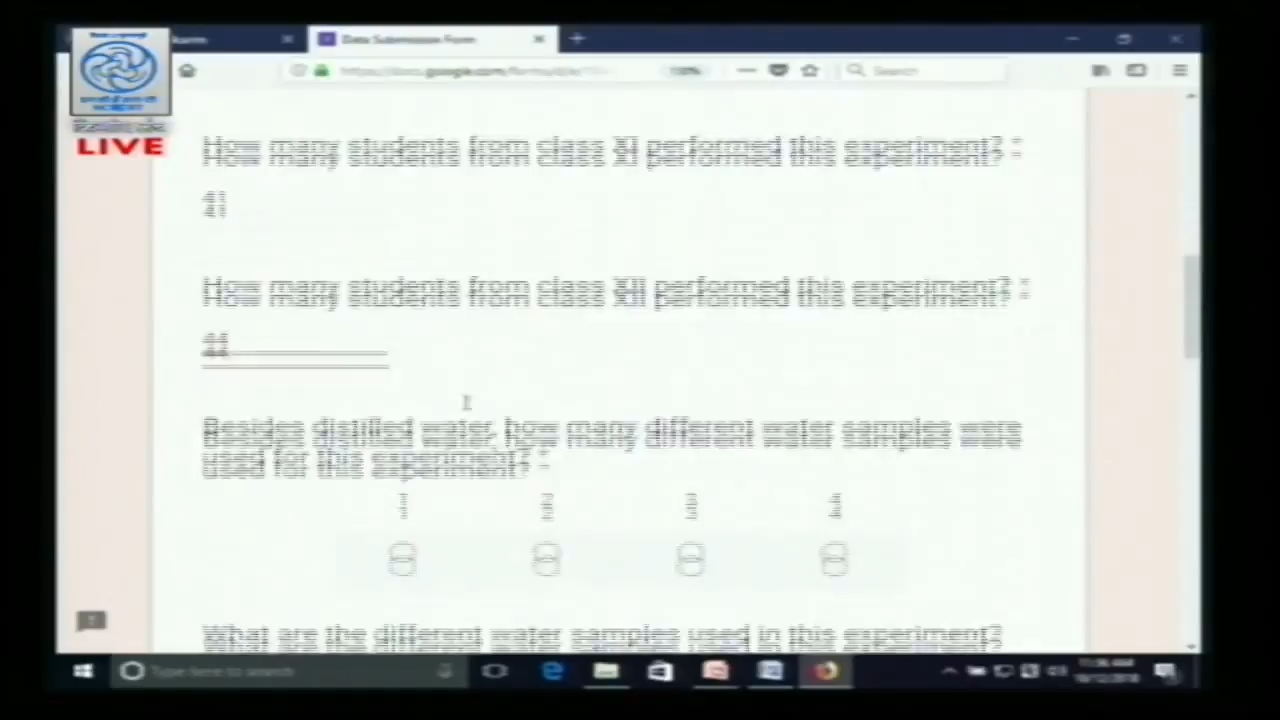 Data Submission Form
Search
LIVE
How many students from class XI performed this experiment? *
How many students from class XII performed this experiment? *
Besides distilled water, how many different water samples were
used for this experiment? *
1 2 3 4
What are the different water samples used in this experiment?
Type here to search